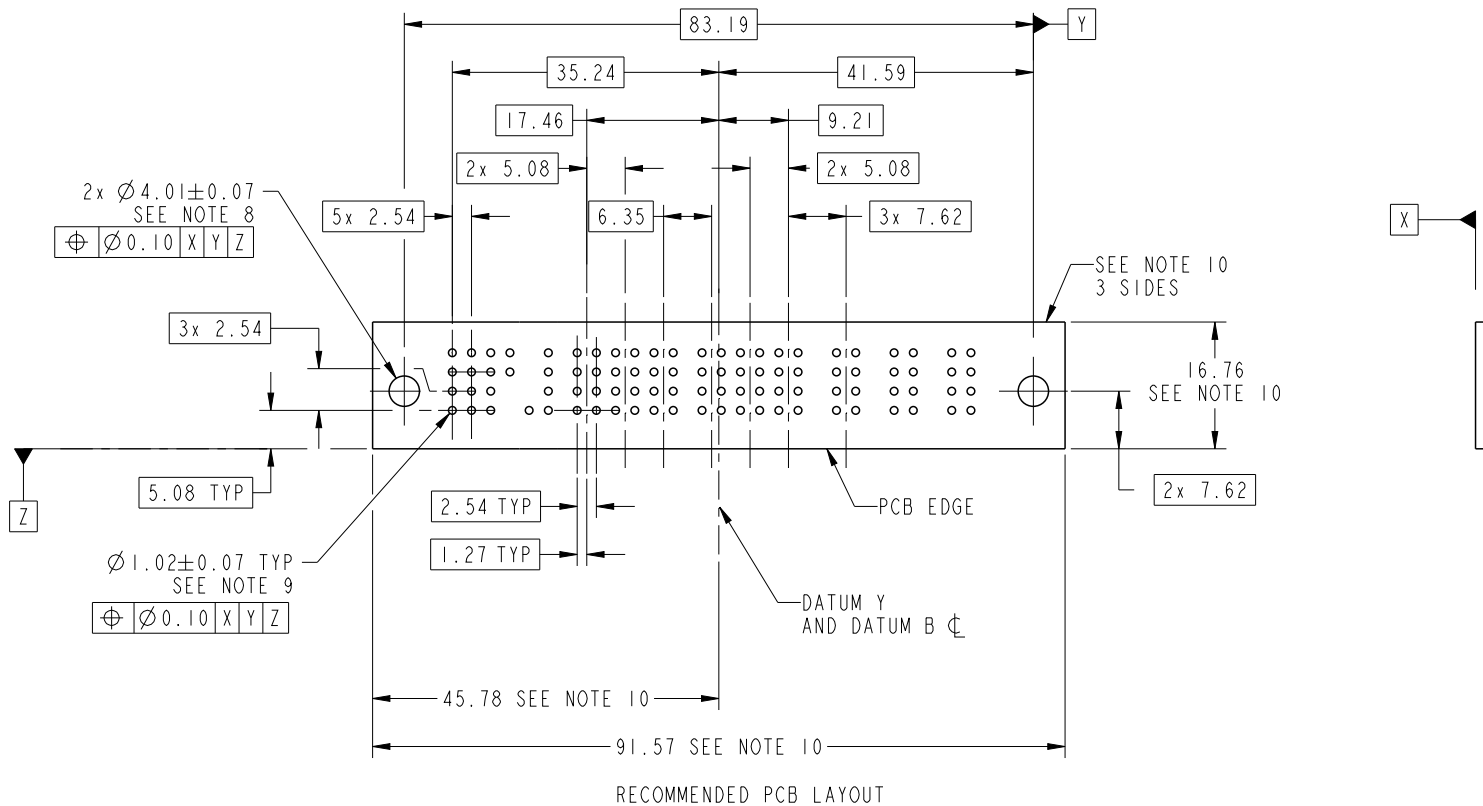 83.19
Y
35.24
41.59
17.46
9.21
2x 5.08
2x 5.08
2x Ø4.01±0.07
SEE NOTE 8
⌖ Ø0.10 X Y Z
5x 2.54
6.35
3x 7.62
X
SEE NOTE 10
3 SIDES
3x 2.54
16.76
SEE NOTE 10
5.08 TYP
Z
2.54 TYP
PCB EDGE
2x 7.62
1.27 TYP
Ø1.02±0.07 TYP
SEE NOTE 9
⌖ Ø0.10 X Y Z
DATUM Y
AND DATUM B ℄
45.78 SEE NOTE 10
91.57 SEE NOTE 10
RECOMMENDED PCB LAYOUT